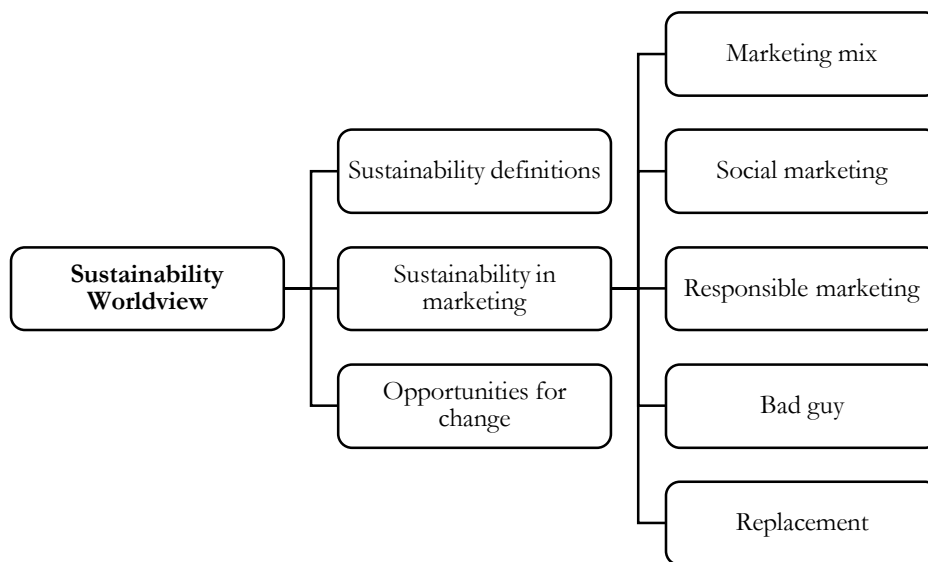 Sustainability
Worldview
Sustainability definitions
Sustainability in
marketing
Opportunities for
change
Marketing mix
Social marketing
Responsible marketing
Bad guy
Replacement